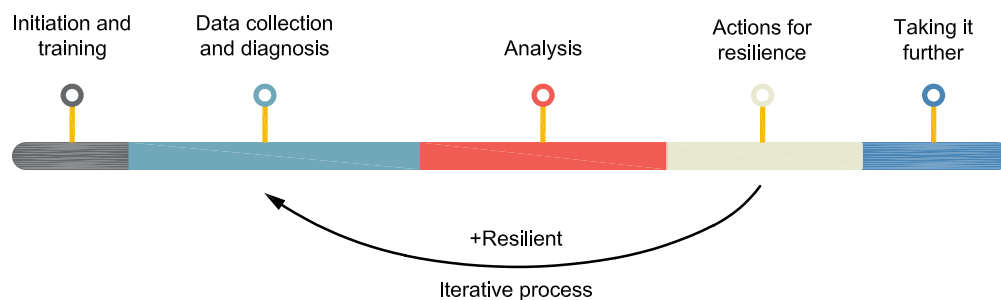 Initiation and
training
Data collection
and diagnosis
Analysis
Actions for
resilience
Taking it
further
+Resilient
Iterative process